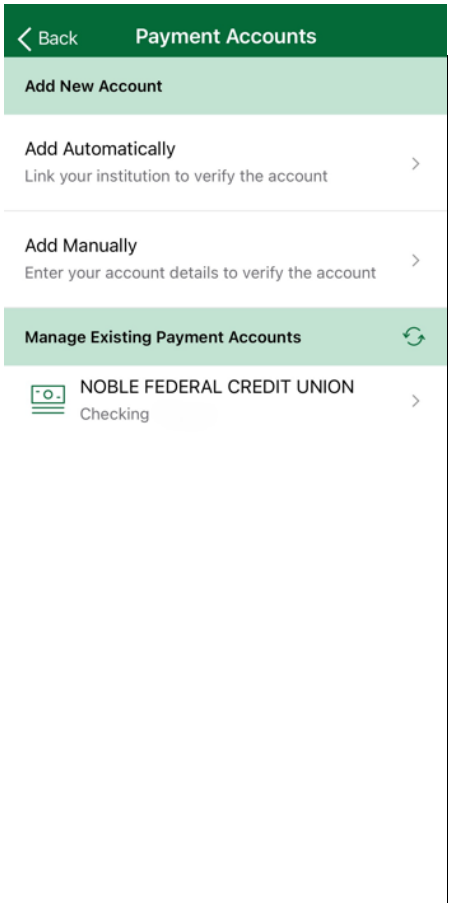 Back
Payment Accounts
Add New Account
Add Automatically
Link your institution to verify the account
Add Manually
Enter your account details to verify the account
Manage Existing Payment Accounts
NOBLE FEDERAL CREDIT UNION
Checking